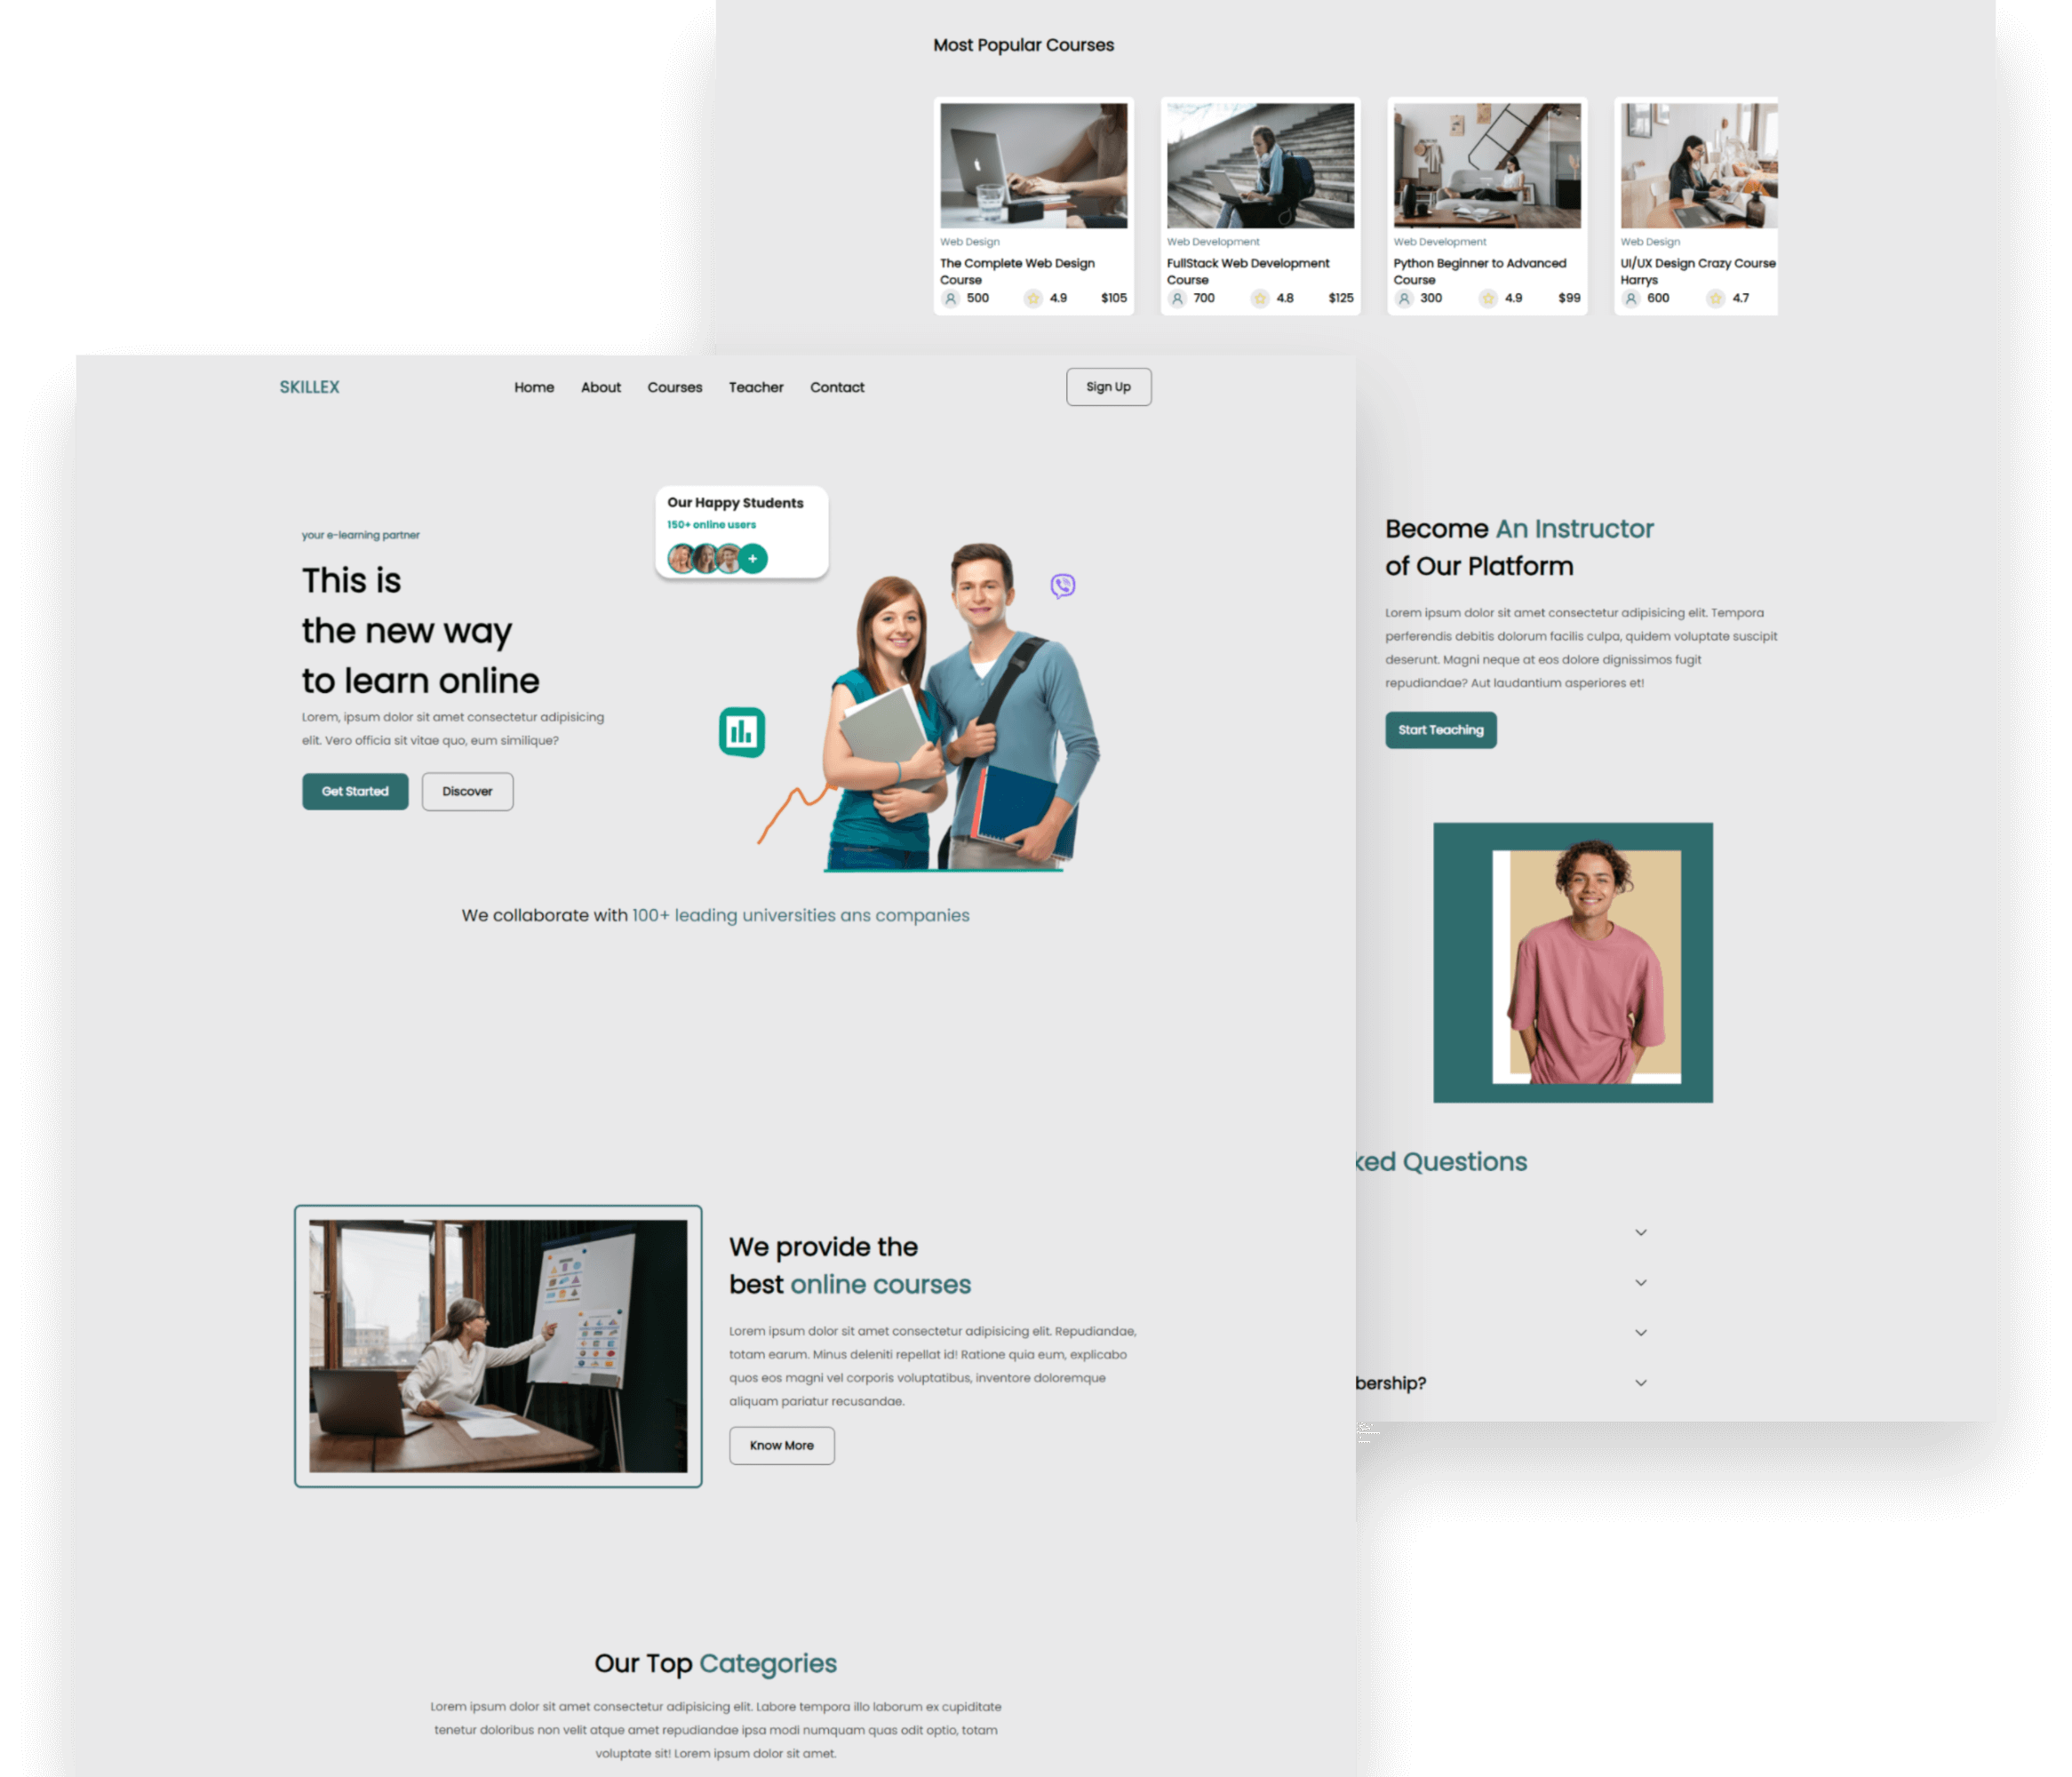 Most Popular Courses
Web Design
The Complete Web Design
Course
500 4.9 $105
Web Development
FullStack Web Development
Course
700 4.8 $125
Web Development
Python Beginner to Advanced
Course
300 4.9 $99
Web Design
UI/UX Design Crazy Course
Harrys
600 4.7
SKILLEX
Home About Courses Teacher Contact
Sign Up
Our Happy Students
150+ online users
your e-learning partner
This is
the new way
to learn online
Lorem, ipsum dolor sit amet consectetur adipisicing
elit. Vero officia sit vitae quo, eum similique?
Get Started Discover
We collaborate with 100+ leading universities ans companies
We provide the
best online courses
Lorem ipsum dolor sit amet consectetur adipisicing elit. Repudiandae,
totam earum. Minus deleniti repellat id! Ratione quia eum, explicabo
quos eos magni vel corporis voluptatibus, inventore doloremque
aliquam pariatur recusandae.
Know More
Our Top Categories
Lorem ipsum dolor sit amet consectetur adipisicing elit. Labore tempora illo laborum ex cupiditate
tenetur doloribus non velit atque amet repudiandae ipsa modi numquam quas odit optio, totam
voluptate sit! Lorem ipsum dolor sit amet.
Become An Instructor
of Our Platform
Lorem ipsum dolor sit amet consectetur adipisicing elit. Tempora
perferendis debitis dolorum facilis culpa, quidem voluptate suscipit
deserunt. Magni neque at eos dolore dignissimos fugit
repudiandae? Aut laudantium asperiores et!
Start Teaching
ked Questions
bership?